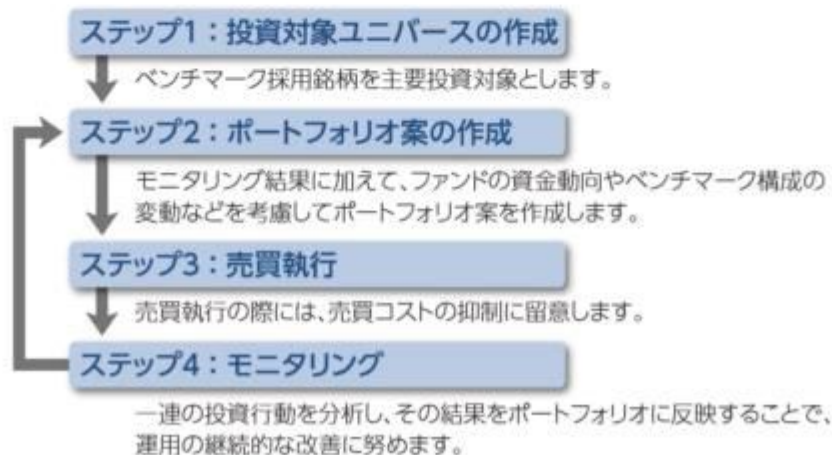 ステップ1：投資対象ユニバースの作成
ベンチマーク採用銘柄を主要投資対象とします。
ステップ2：ポートフォリオ案の作成
モニタリング結果に加えて、ファンドの資金動向やベンチマーク構成の
変動などを考慮してポートフォリオ案を作成します。
ステップ3：売買執行
売買執行の際には、売買コストの抑制に留意します。
ステップ4：モニタリング
一連の投資行動を分析し、その結果をポートフォリオに反映することで、
運用の継続的な改善に努めます。